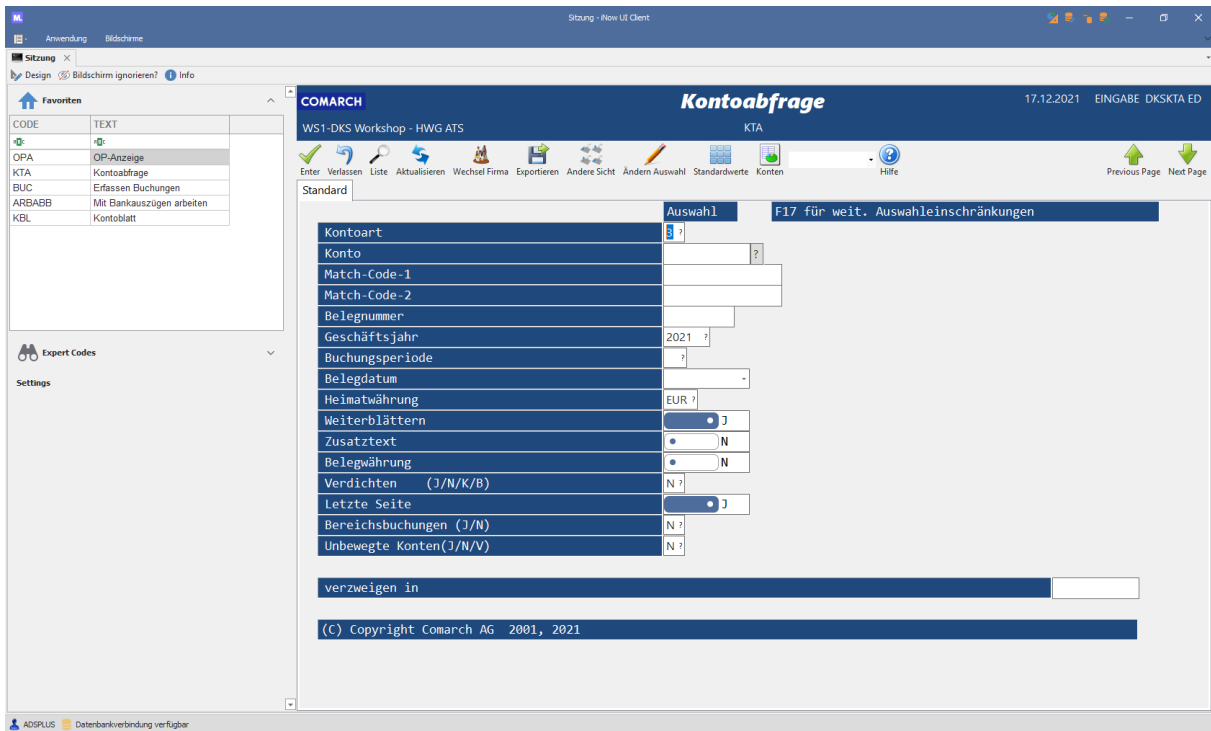 M. Sitzung - iNow UI Client
Anwendung Bildschirme
Sitzung
Design Bildschirm ignorieren? Info
Favoriten
CODE TEXT
OPA OP-Anzeige
KTA Kontoabfrage
BUC Erfassen Buchungen
ARBABB Mit Bankauszügen arbeiten
KBL Kontoblatt
Expert Codes
Settings
COMARCH Kontoabfrage 17.12.2021 EINGABE DKSKTA ED
WS1-DKS Workshop - HWG ATS KTA
Enter Verlassen Liste Aktualisieren Wechsel Firma Exportieren Andere Sicht Ändern Auswahl Standardwerte Konten Hilfe Previous Page Next Page
Standard
Auswahl F17 für weit. Auswahleinschränkungen
Kontoart 3 ?
Konto ?
Match-Code-1
Match-Code-2
Belegnummer
Geschäftsjahr 2021 ?
Buchungsperiode ?
Belegdatum
Heimatwährung EUR ?
Weiterblättern J
Zusatztext N
Belegwährung N
Verdichten (J/N/K/B) N ?
Letzte Seite J
Bereichsbuchungen (J/N) N ?
Unbewegte Konten(J/N/V) N ?
verzweigen in
(C) Copyright Comarch AG 2001, 2021
ADSPLUS Datenbankverbindung verfügbar